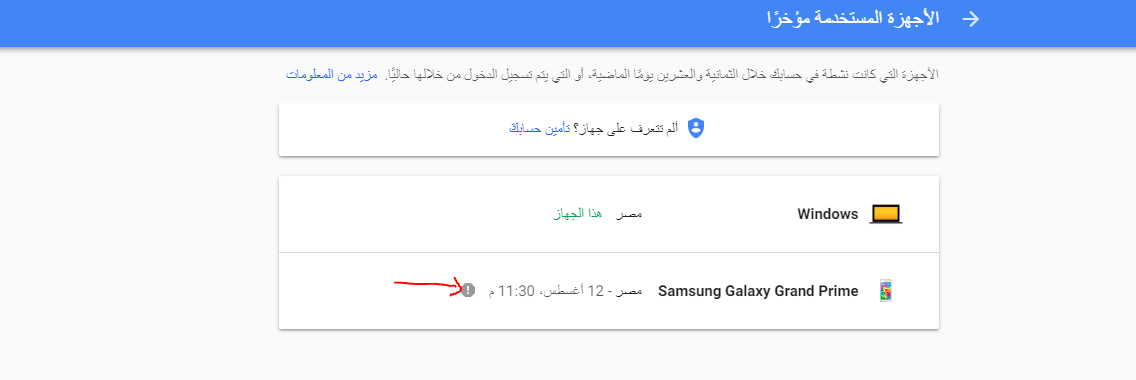 الأجهزة المستخدمة مؤخرًا
الأجهزة التي كانت نشطة في حسابك خلال الثمانية والعشرين يومًا الماضية، أو التي يتم تسجيل الدخول من خلالها حاليًا. مزيد من المعلومات
ألم تتعرف على جهاز؟ تأمين حسابك
Windows مصر هذا الجهاز
Samsung Galaxy Grand Prime مصر - 12 أغسطس، 11:30 م